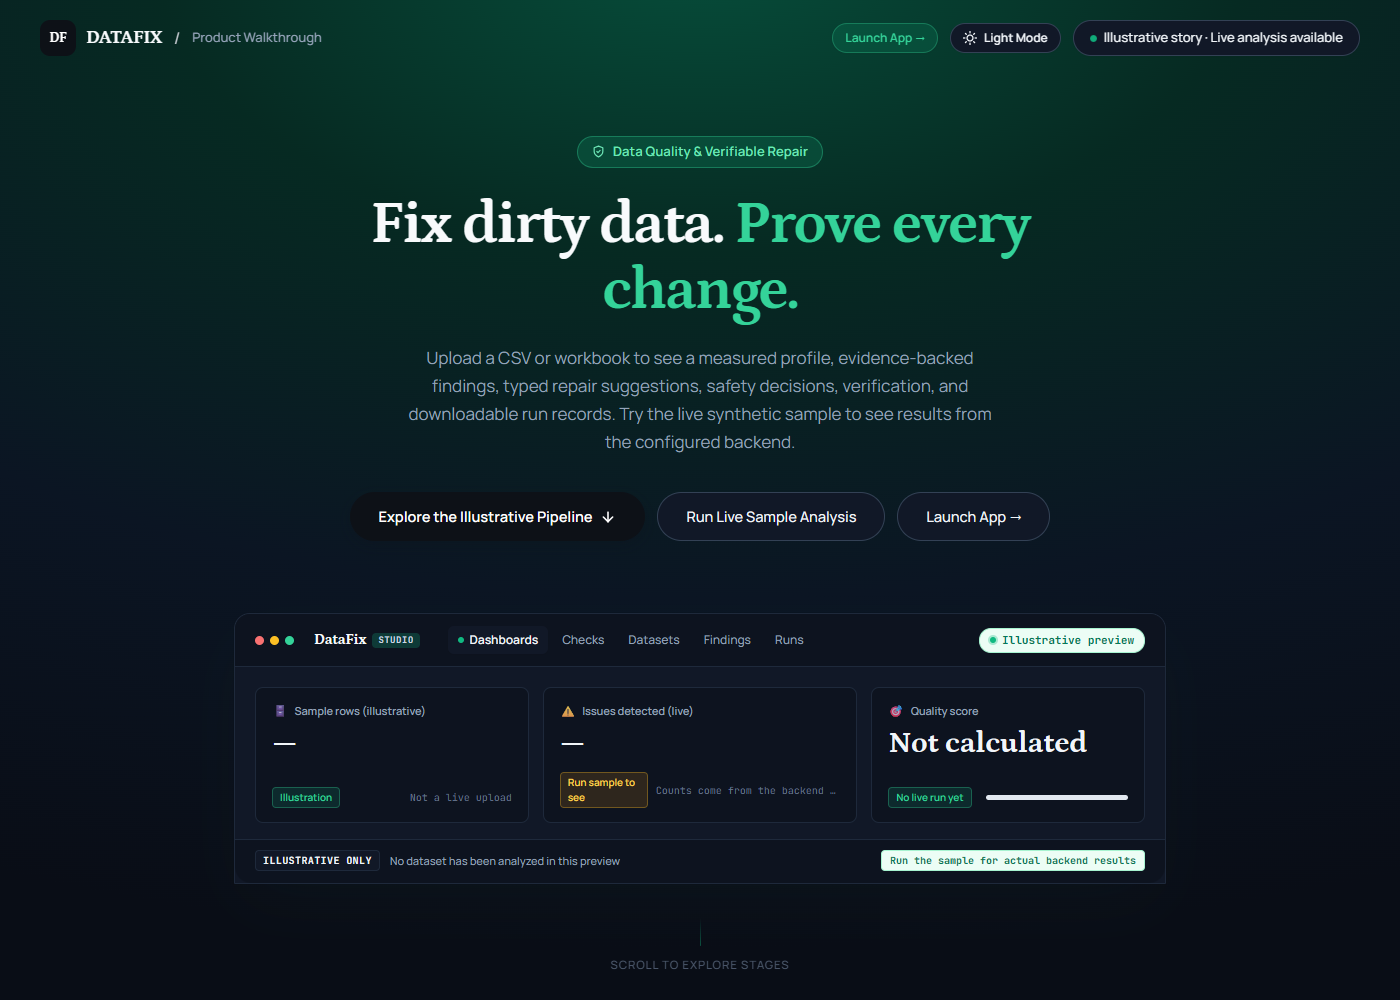 DF DATAFIX / Product Walkthrough
Launch App → Light Mode Illustrative story · Live analysis available
Data Quality & Verifiable Repair
Fix dirty data. Prove every
change.
Upload a CSV or workbook to see a measured profile, evidence-backed
findings, typed repair suggestions, safety decisions, verification, and
downloadable run records. Try the live synthetic sample to see results from
the configured backend.
Explore the Illustrative Pipeline ↓ Run Live Sample Analysis Launch App →
DataFix STUDIO Dashboards Checks Datasets Findings Runs Illustrative preview
Sample rows (illustrative)
—
Illustration Not a live upload
Issues detected (live)
—
Run sample to
see
Counts come from the backend …
Quality score
Not calculated
No live run yet
ILLUSTRATIVE ONLY No dataset has been analyzed in this preview Run the sample for actual backend results
SCROLL TO EXPLORE STAGES